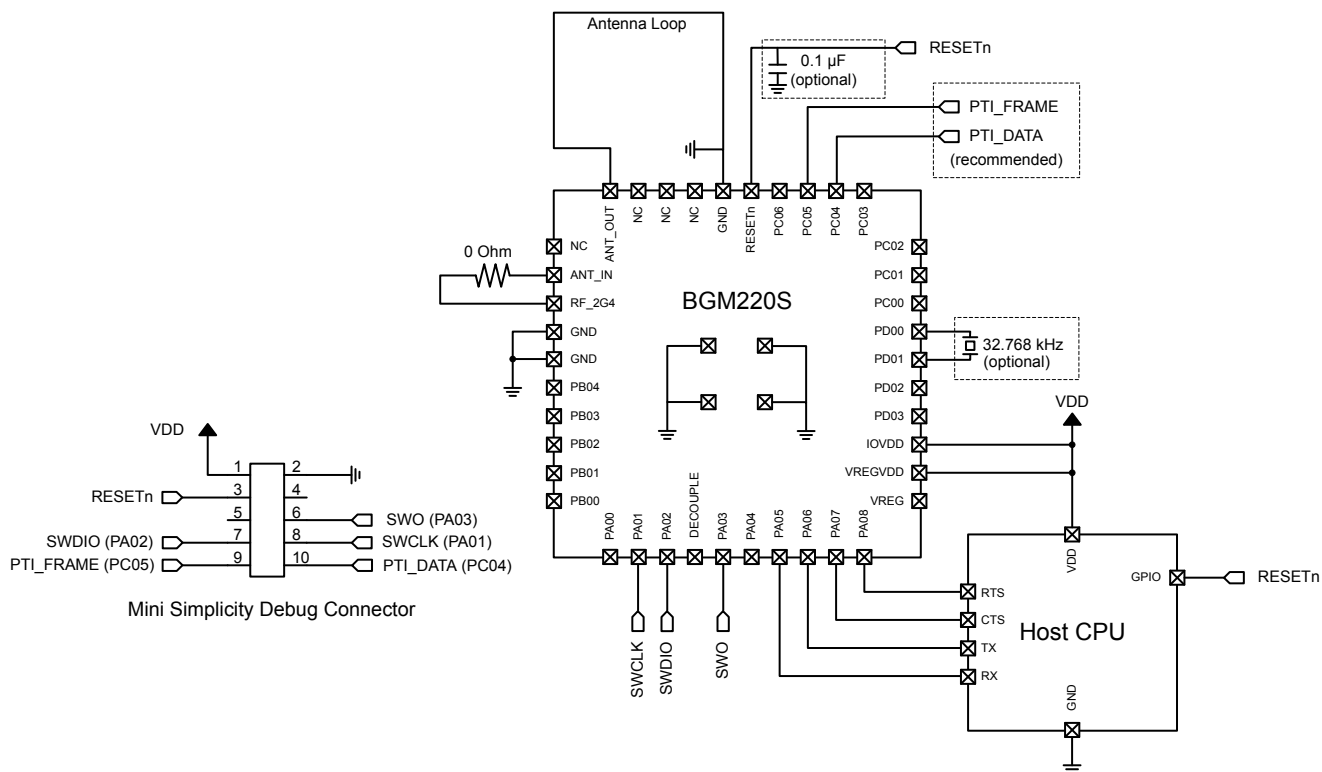 Antenna Loop
RESETn
0.1 µF
(optional)
PTI_FRAME
PTI_DATA
(recommended)
ANT_OUT
NC
NC
NC
GND
RESETn
PC06
PC05
PC04
PC03
NC
ANT_IN
RF_2G4
GND
GND
PB04
PB03
PB02
PB01
PB00
0 Ohm
BGM220S
PC02
PC01
PC00
PD00
PD01
PD02
PD03
IOVDD
VREGVDD
VREG
32.768 kHz
(optional)
VDD
PA00
PA01
PA02
DECOUPLE
PA03
PA04
PA05
PA06
PA07
PA08
SWCLK
SWDIO
SWO
VDD
1
2
RESETn
3
4
5
6
SWO (PA03)
SWDIO (PA02)
7
8
SWCLK (PA01)
PTI_FRAME (PC05)
9
10
PTI_DATA (PC04)
Mini Simplicity Debug Connector
VDD
GPIO
RESETn
RTS
CTS
TX
RX
Host CPU
GND